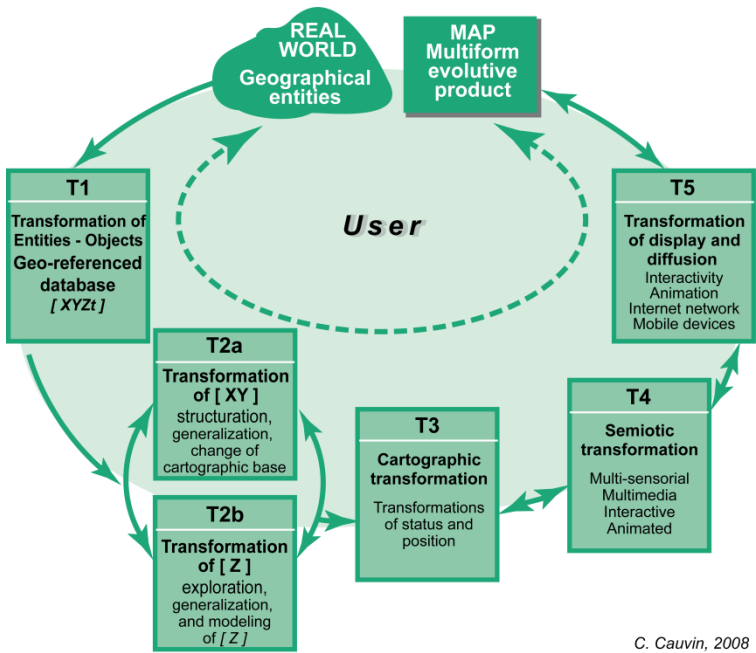 REAL
WORLD
Geographical
entities
MAP
Multiform
evolutive
product
User
T1
Transformation of
Entities - Objects
Geo-referenced
database
[ XYZt ]
T2a
Transformation
of [ XY ]
structuration,
generalization,
change of
cartographic base
T2b
Transformation
of [ Z ]
exploration,
generalization,
and modeling
of [ Z ]
T3
Cartographic
transformation
Transformations
of status and
position
T4
Semiotic
transformation
Multi-sensorial
Multimedia
Interactive
Animated
T5
Transformation
of display and
diffusion
Interactivity
Animation
Internet network
Mobile devices
C. Cauvin, 2008